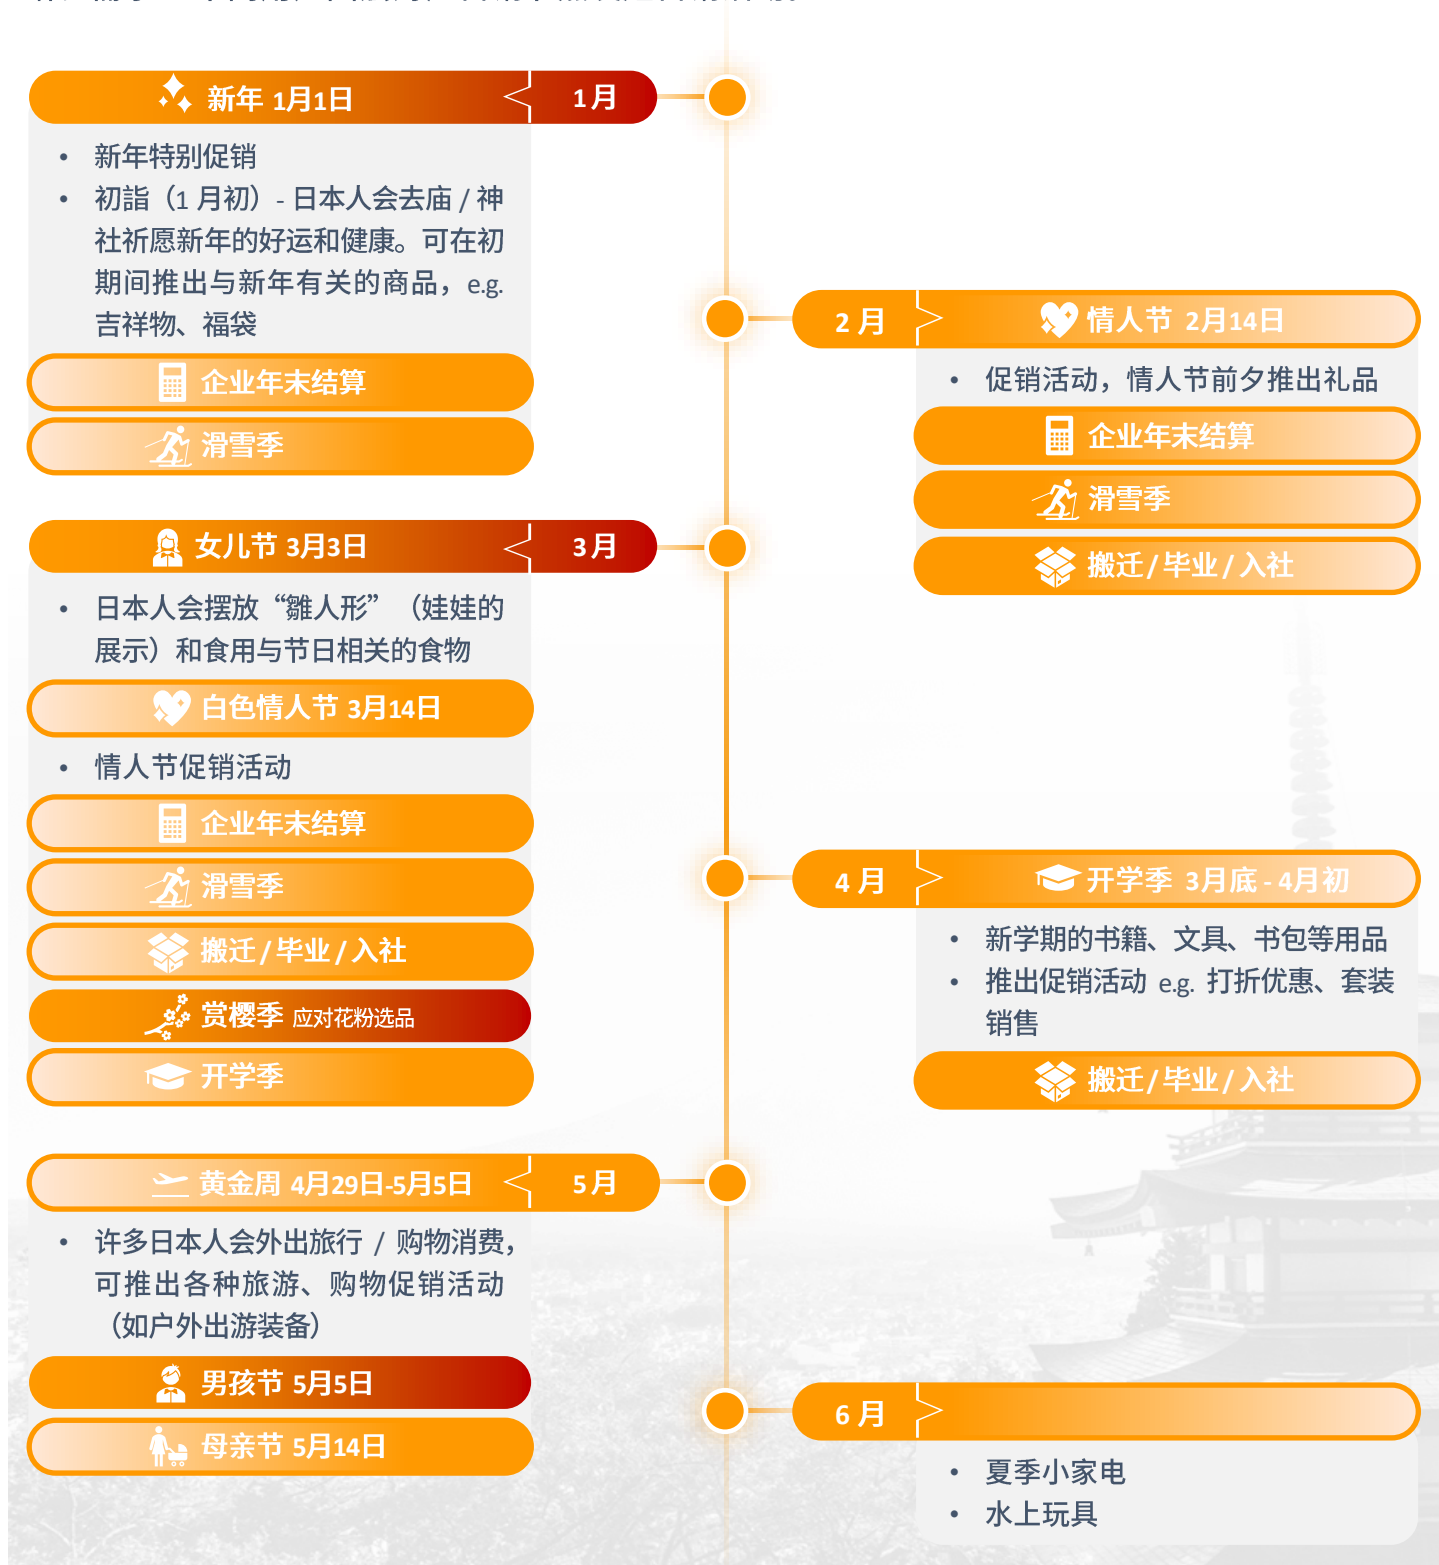 新年 1月1日
1月
新年特别促销
初詣（1 月初）- 日本人会去庙 / 神
社祈愿新年的好运和健康。可在初
期间推出与新年有关的商品，e.g.
吉祥物、福袋
企业年末结算
滑雪季
2 月
情人节 2月14日
促销活动，情人节前夕推出礼品
企业年末结算
滑雪季
搬迁 / 毕业 / 入社
女儿节 3月3日
3月
日本人会摆放“雛人形”（娃娃的
展示）和食用与节日相关的食物
白色情人节 3月14日
情人节促销活动
企业年末结算
滑雪季
搬迁 / 毕业 / 入社
赏樱季 应对花粉选品
开学季
4 月
开学季 3月底 - 4月初
新学期的书籍、文具、书包等用品
推出促销活动 e.g. 打折优惠、套装
销售
搬迁 / 毕业 / 入社
黄金周 4月29日-5月5日
5月
许多日本人会外出旅行 / 购物消费，
可推出各种旅游、购物促销活动
（如户外出游装备）
男孩节 5月5日
母亲节 5月14日
6 月
夏季小家电
水上玩具